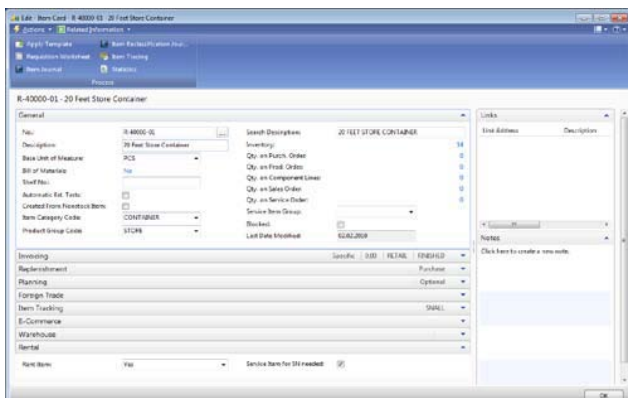 Edit - Item Card - R-40000-01 - 20 Feet Store Container
Actions Related Information
Apply Template Item Reclassification Jour...
Requisition Worksheet Item Tracing
Item Journal Statistics
Process
R-40000-01 - 20 Feet Store Container
General
No.: R-40000-01 ...
Description: 20 Feet Store Container
Base Unit of Measure: PCS
Bill of Materials: No
Shelf No.:
Automatic Ext. Texts:
Created From Nonstock Item:
Item Category Code: CONTAINER
Product Group Code: STORE
Search Description: 20 FEET STORE CONTAINER
Inventory: 14
Qty. on Purch. Order: 0
Qty. on Prod. Order: 0
Qty. on Component Lines: 0
Qty. on Sales Order: 0
Qty. on Service Order: 0
Service Item Group:
Blocked:
Last Date Modified: 02.02.2010
Invoicing Specific 0,00 RETAIL FINISHED
Replenishment Purchase
Planning Optional
Foreign Trade
Item Tracking SMALL
E-Commerce
Warehouse
Rental
Rent Item: Yes Service Item for SN needed:
Links
Link Address Description
Notes
Click here to create a new note.
OK